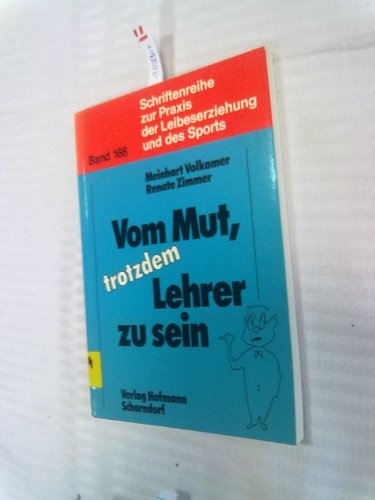 Schriftenreihe
zur Praxis
der Leibeserziehung
und des Sports
Band 166
Meinhart Volkamer
Renate Zimmer
Vom Mut,
trotzdem
Lehrer
zu sein
Verlag Hofmann
Schorndorf